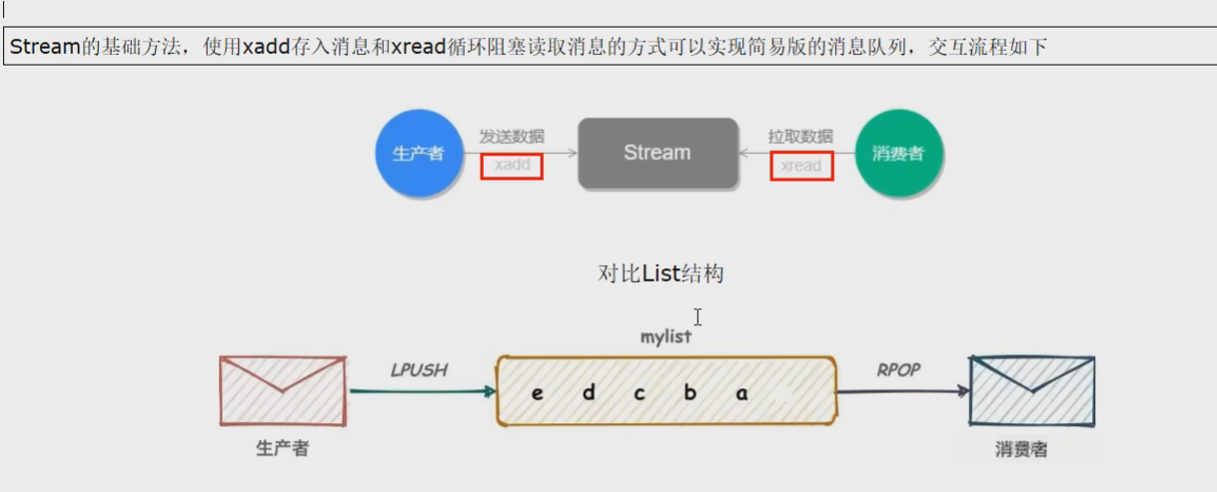 Stream的基础方法，使用xadd存入消息和xread循环阻塞读取消息的方式可以实现简易版的消息队列，交互流程如下
发送数据
拉取数据
生产者
xadd
Stream
xread
消费者
对比List结构
mylist
LPUSH
RPOP
e d c b a
生产者
消费者